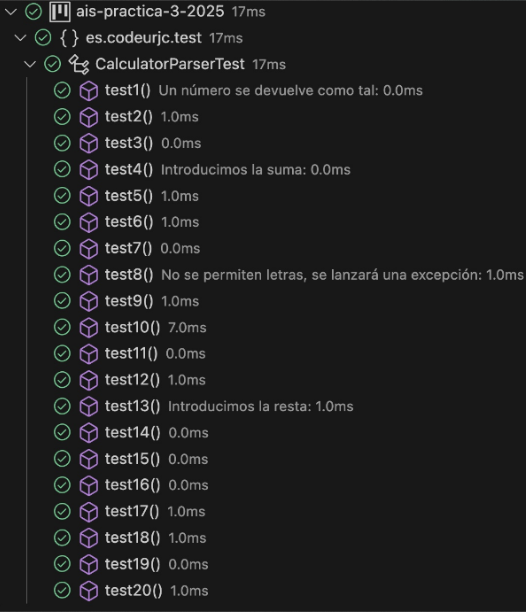 ais-practica-3-2025 17ms
{ } es.codeurjc.test 17ms
CalculatorParserTest 17ms
test1() Un número se devuelve como tal: 0.0ms
test2() 1.0ms
test3() 0.0ms
test4() Introducimos la suma: 0.0ms
test5() 1.0ms
test6() 1.0ms
test7() 0.0ms
test8() No se permiten letras, se lanzará una excepción: 1.0ms
test9() 1.0ms
test10() 7.0ms
test11() 0.0ms
test12() 1.0ms
test13() Introducimos la resta: 1.0ms
test14() 0.0ms
test15() 0.0ms
test16() 0.0ms
test17() 1.0ms
test18() 1.0ms
test19() 0.0ms
test20() 1.0ms